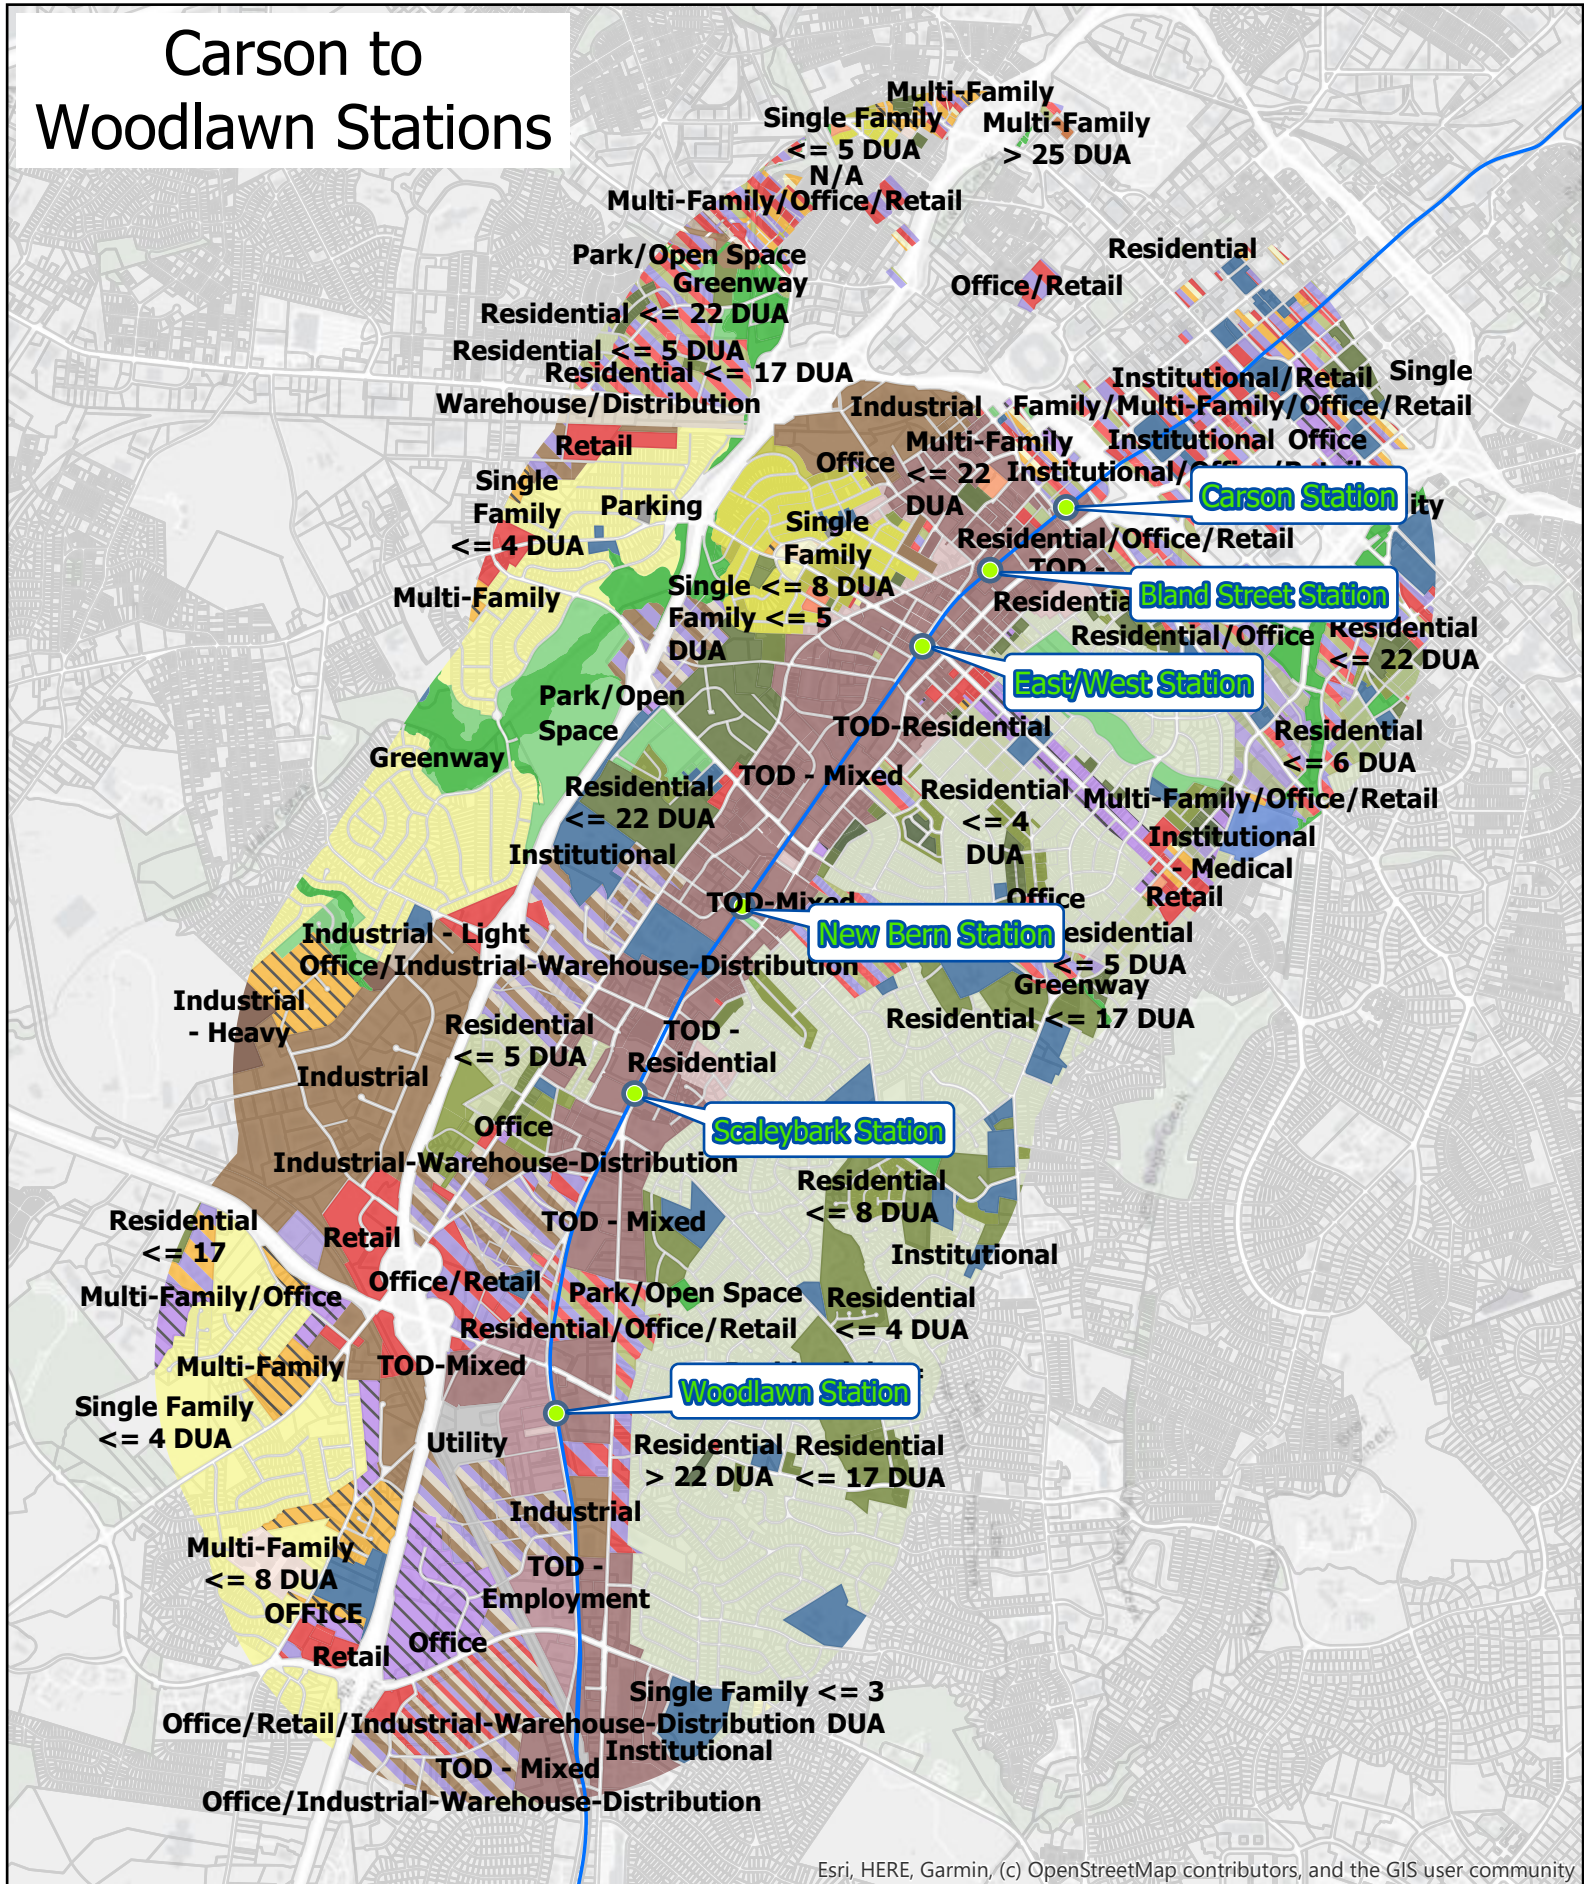 Carson to
Woodlawn Stations
Multi-Family
Single Family
<= 5 DUA
Multi-Family
> 25 DUA
N/A
Multi-Family/Office/Retail
Residential
Park/Open Space
Greenway
Office/Retail
Residential <= 22 DUA
Residential <= 5 DUA
Residential <= 17 DUA
Institutional/Retail
Single
Family/Multi-Family/Office/Retail
Warehouse/Distribution
Industrial
Retail
Multi-Family
<= 22
DUA
Institutional
Office
Office
Single
Family
<= 4 DUA
Parking
Carson Station
ity
Single
Family
<= 8 DUA
Residential/Office/Retail
TOD -
Single
Family <= 5
DUA
Multi-Family
Bland Street Station
Residential/Office
Residential
<= 22 DUA
East/West Station
Park/Open
Space
TOD-Residential
Residential
<= 6 DUA
Greenway
TOD - Mixed
Residential
<= 22 DUA
Residential
<= 4
DUA
Multi-Family/Office/Retail
Institutional
Institutional
- Medical
Office
Retail
TOD-Mixed
New Bern Station
esidential
<= 5 DUA
Industrial - Light
Office/Industrial-Warehouse-Distribution
Greenway
Residential <= 17 DUA
Industrial
- Heavy
Residential
<= 5 DUA
TOD -
Residential
Industrial
Office
Scaleybark Station
Industrial-Warehouse-Distribution
Residential
<= 8 DUA
Residential
<= 17
TOD - Mixed
Retail
Institutional
Office/Retail
Multi-Family/Office
Park/Open Space
Residential
<= 4 DUA
Residential/Office/Retail
Multi-Family
TOD-Mixed
Woodlawn Station
Single Family
<= 4 DUA
Utility
Residential
> 22 DUA
Residential
<= 17 DUA
Industrial
Multi-Family
<= 8 DUA
TOD -
Employment
OFFICE
Office
Retail
Single Family <= 3
DUA
Office/Retail/Industrial-Warehouse-Distribution
Institutional
TOD - Mixed
Office/Industrial-Warehouse-Distribution
Esri, HERE, Garmin, (c) OpenStreetMap contributors, and the GIS user community